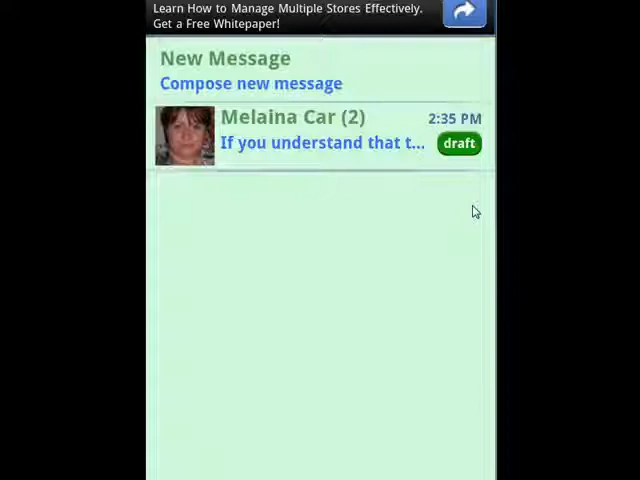 Learn How to Manage Multiple Stores Effectively.
Get a Free Whitepaper!
New Message
Compose new message
Melaina Car (2) 2:35 PM
If you understand that t... draft